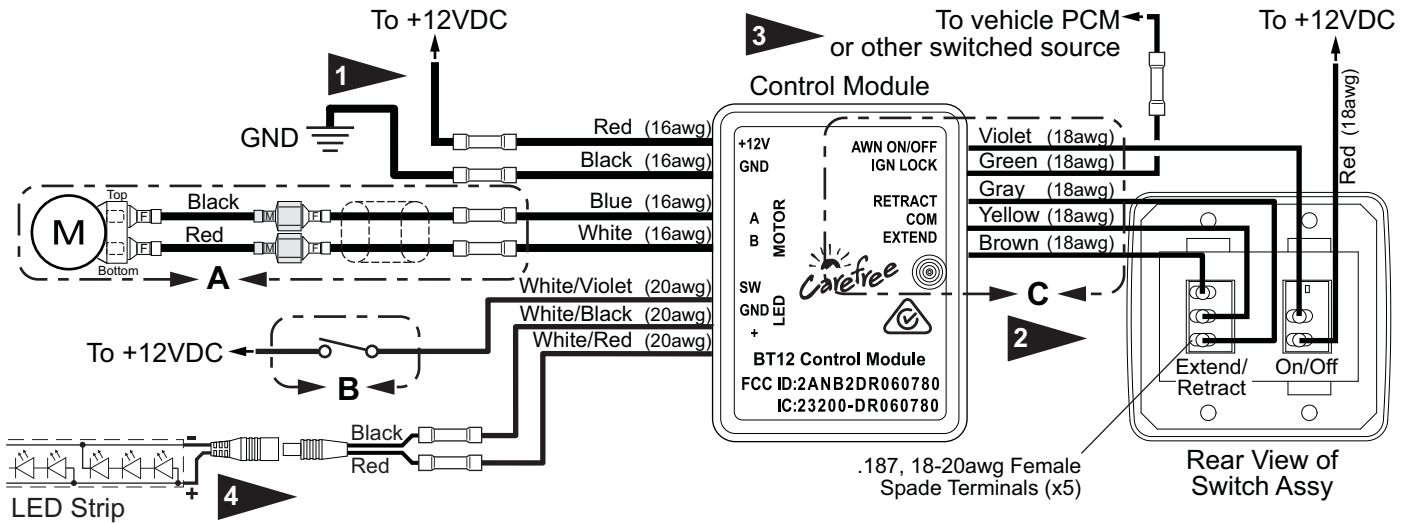 To +12VDC
1
GND
3
To vehicle PCM
or other switched source
To +12VDC
Control Module
Red (16awg)
Black (16awg)
Blue (16awg)
White (16awg)
White/Violet (20awg)
White/Black (20awg)
White/Red (20awg)
Top
M
Bottom
F
F
Black
Red
M
M
F
F
A
To +12VDC
B
Black
Red
-
+
LED Strip
4
+12V
GND
A
B
MOTOR
SW
GND
+
LED
AWN ON/OFF
IGN LOCK
RETRACT
COM
EXTEND
Carefree
BT12 Control Module
FCC ID:2ANB2DR060780
IC:23200-DR060780
Violet (18awg)
Green (18awg)
Gray (18awg)
Yellow (18awg)
Brown (18awg)
C
2
Red (18awg)
Extend/
Retract
On/Off
.187, 18-20awg Female
Spade Terminals (x5)
Rear View of
Switch Assy